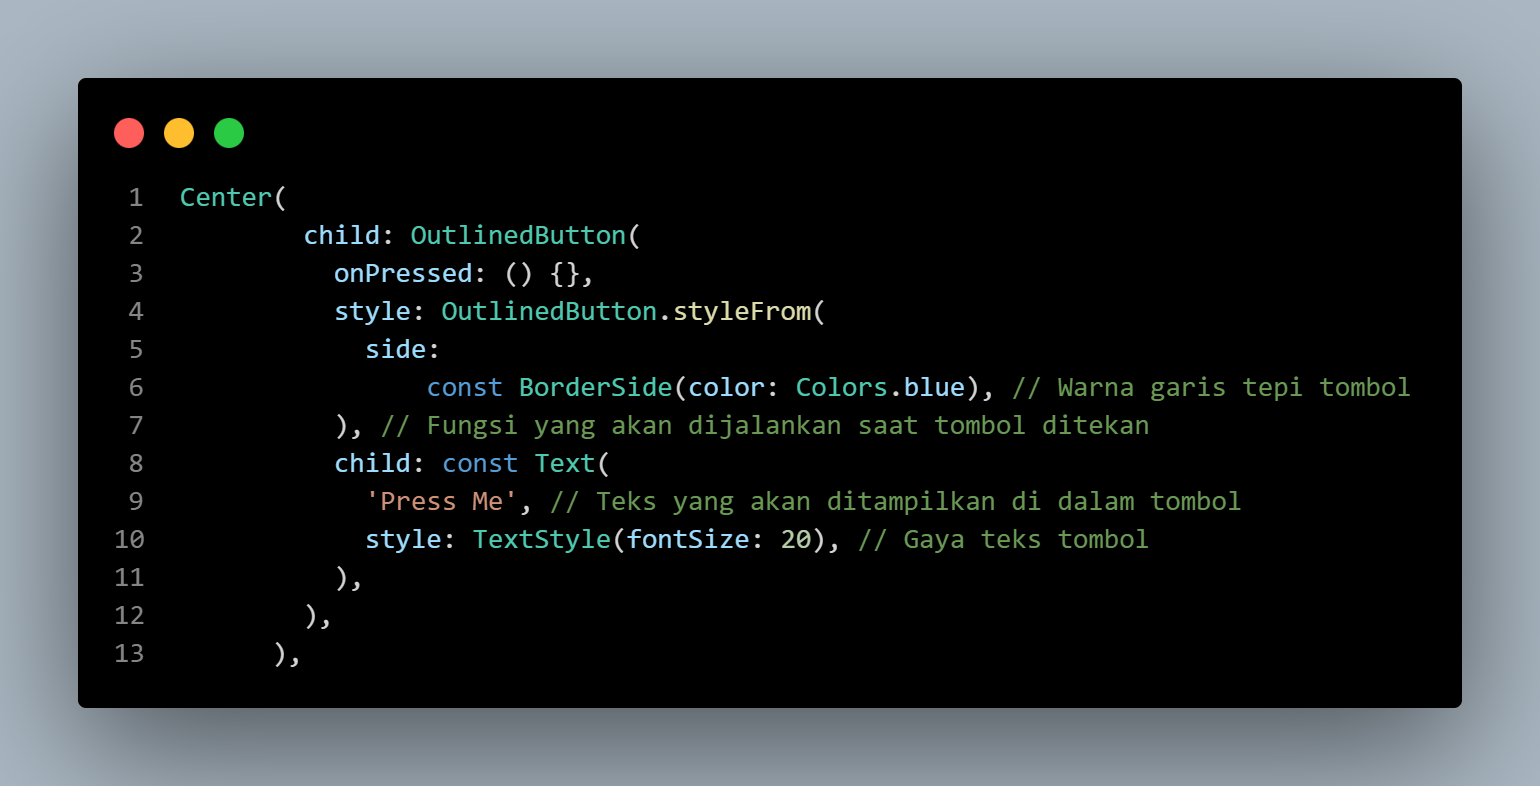 1 Center(
2 child: OutlinedButton(
3 onPressed: () {},
4 style: OutlinedButton.styleFrom(
5 side:
6 const BorderSide(color: Colors.blue), // Warna garis tepi tombol
7 ), // Fungsi yang akan dijalankan saat tombol ditekan
8 child: const Text(
9 'Press Me', // Teks yang akan ditampilkan di dalam tombol
10 style: TextStyle(fontSize: 20), // Gaya teks tombol
11 ),
12 ),
13 ),